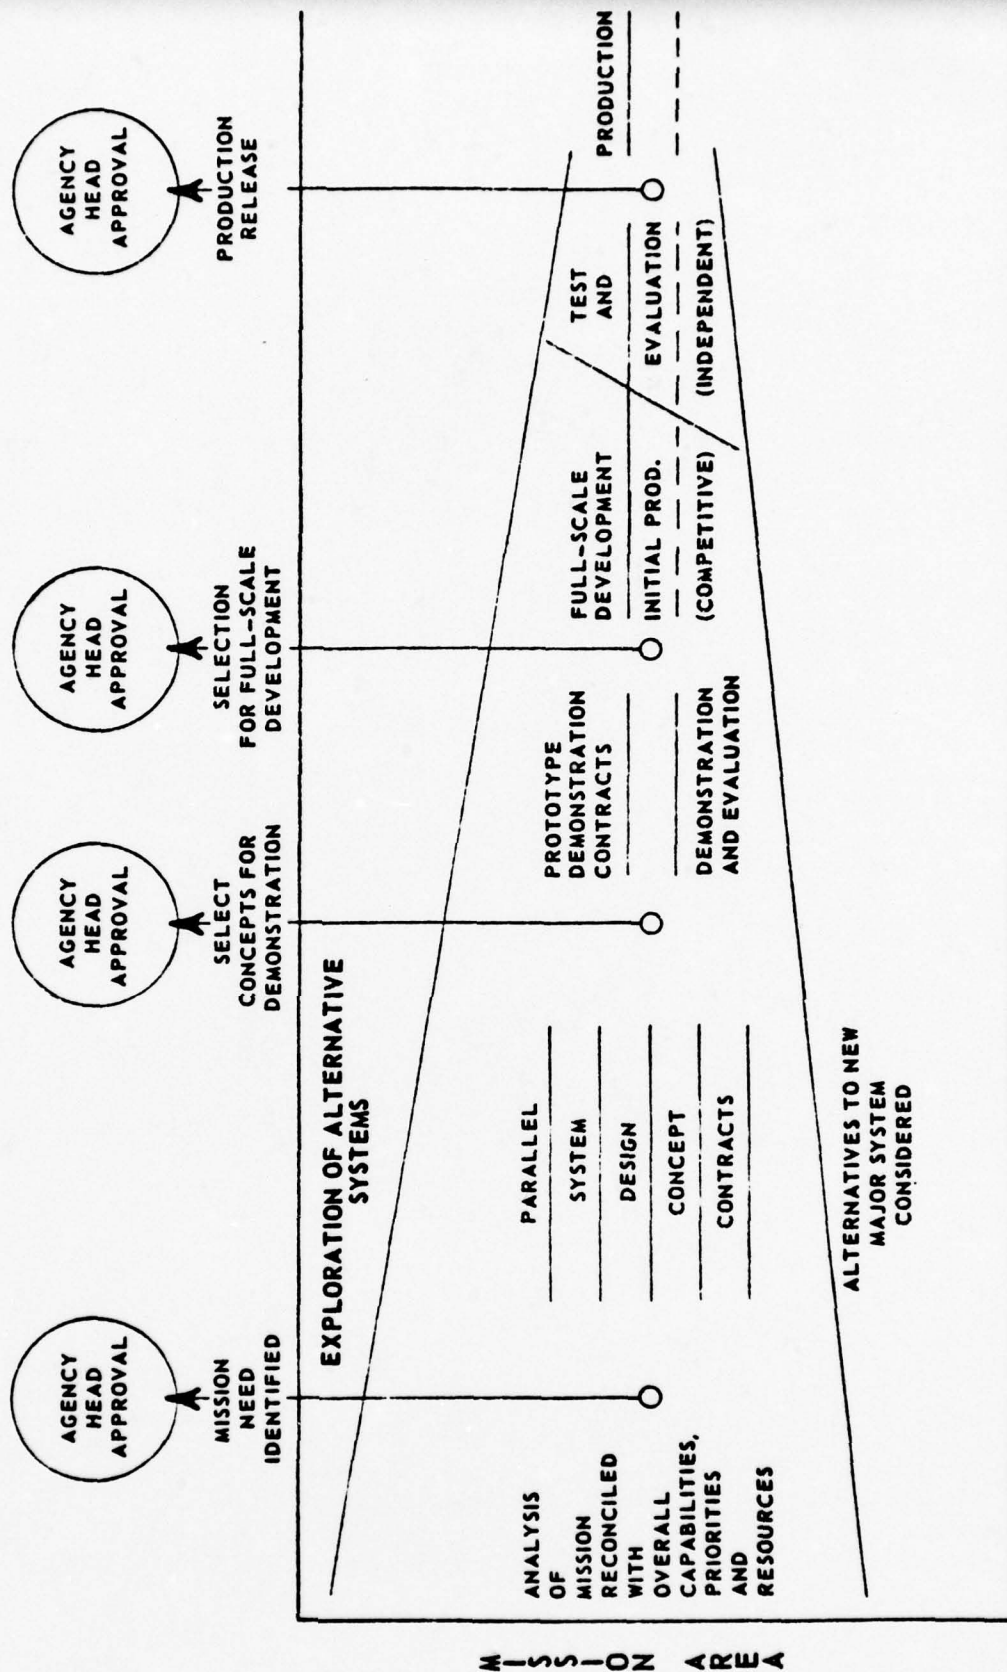 AGENCY
HEAD
APPROVAL
MISSION
NEED
IDENTIFIED
AGENCY
HEAD
APPROVAL
SELECT
CONCEPTS FOR
DEMONSTRATION
AGENCY
HEAD
APPROVAL
SELECTION
FOR FULL-SCALE
DEVELOPMENT
AGENCY
HEAD
APPROVAL
PRODUCTION
RELEASE
EXPLORATION OF ALTERNATIVE
SYSTEMS
MISSION AREA
ANALYSIS
OF
MISSION
RECONCILED
WITH
OVERALL
CAPABILITIES,
PRIORITIES
AND
RESOURCES
PARALLEL
SYSTEM
DESIGN
CONCEPT
CONTRACTS
PROTOTYPE
DEMONSTRATION
CONTRACTS
DEMONSTRATION
AND EVALUATION
FULL-SCALE
DEVELOPMENT
INITIAL PROD.
(COMPETITIVE)
TEST
AND
EVALUATION
(INDEPENDENT)
PRODUCTION
ALTERNATIVES TO NEW
MAJOR SYSTEM
CONSIDERED